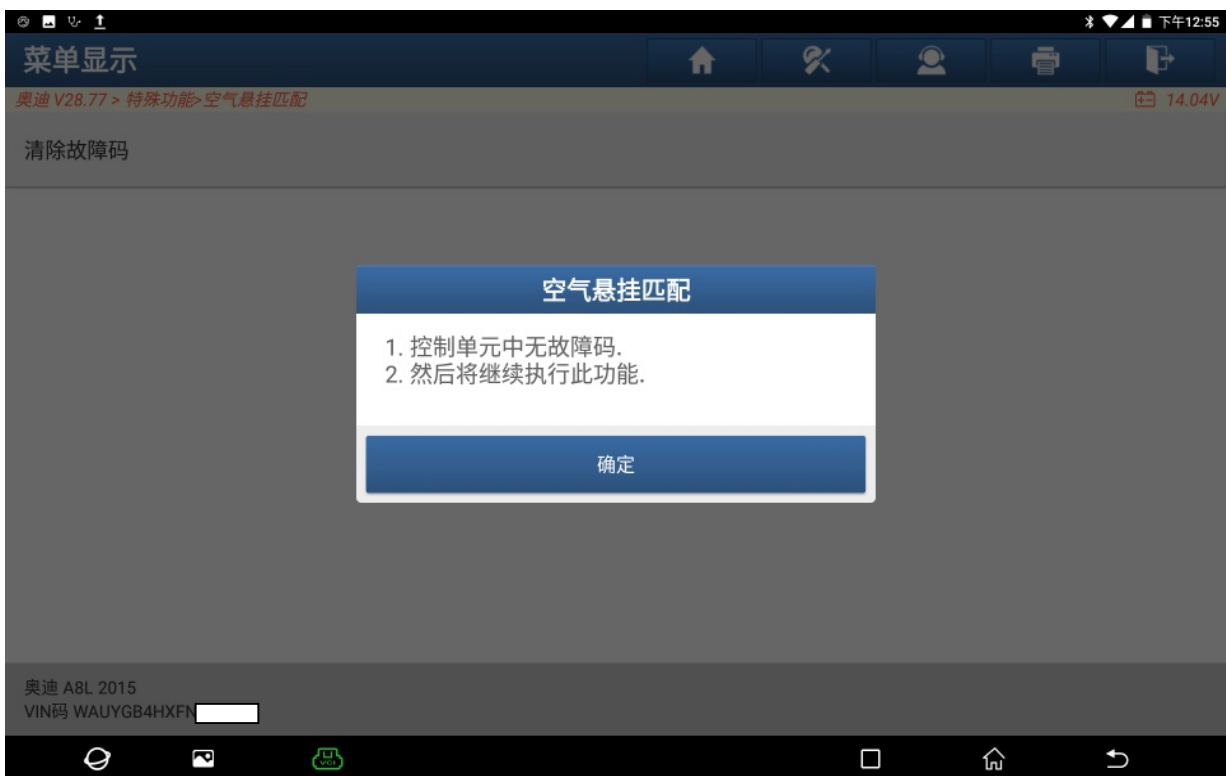 下午12:55
菜单显示
奥迪 V28.77 > 特殊功能>空气悬挂匹配
14.04V
清除故障码
空气悬挂匹配
1. 控制单元中无故障码.
2. 然后将继续执行此功能.
确定
奥迪 A8L 2015
VIN码 WAUYGB4HXFN
VCI